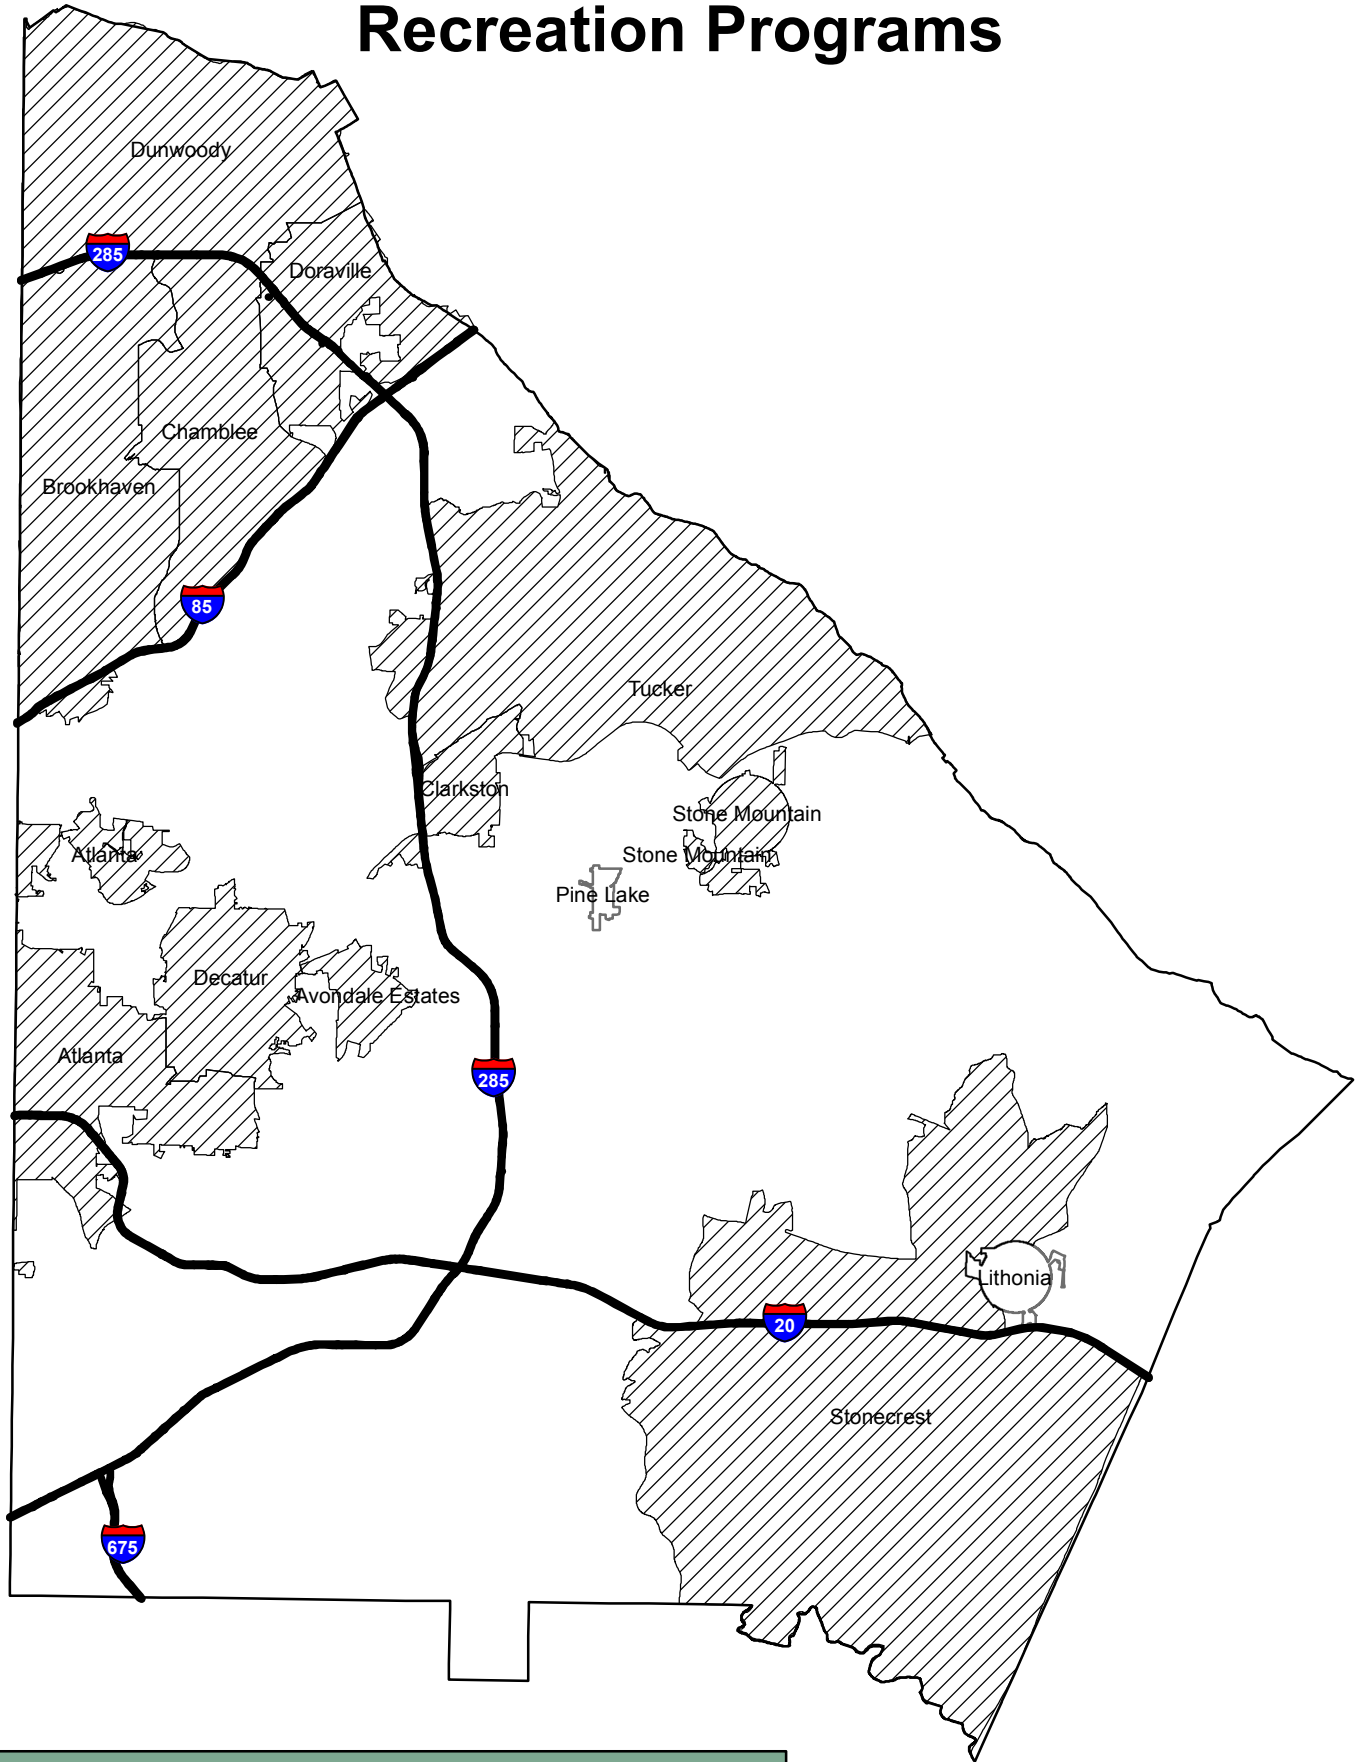 Recreation Programs
Dunwoody
285
Doraville
Chamblee
Brookhaven
85
Tucker
Clarkston
Stone Mountain
Atlanta
Stone Mountain
Pine Lake
Decatur
Avondale Estates
Atlanta
285
Lithonia
20
Stonecrest
675